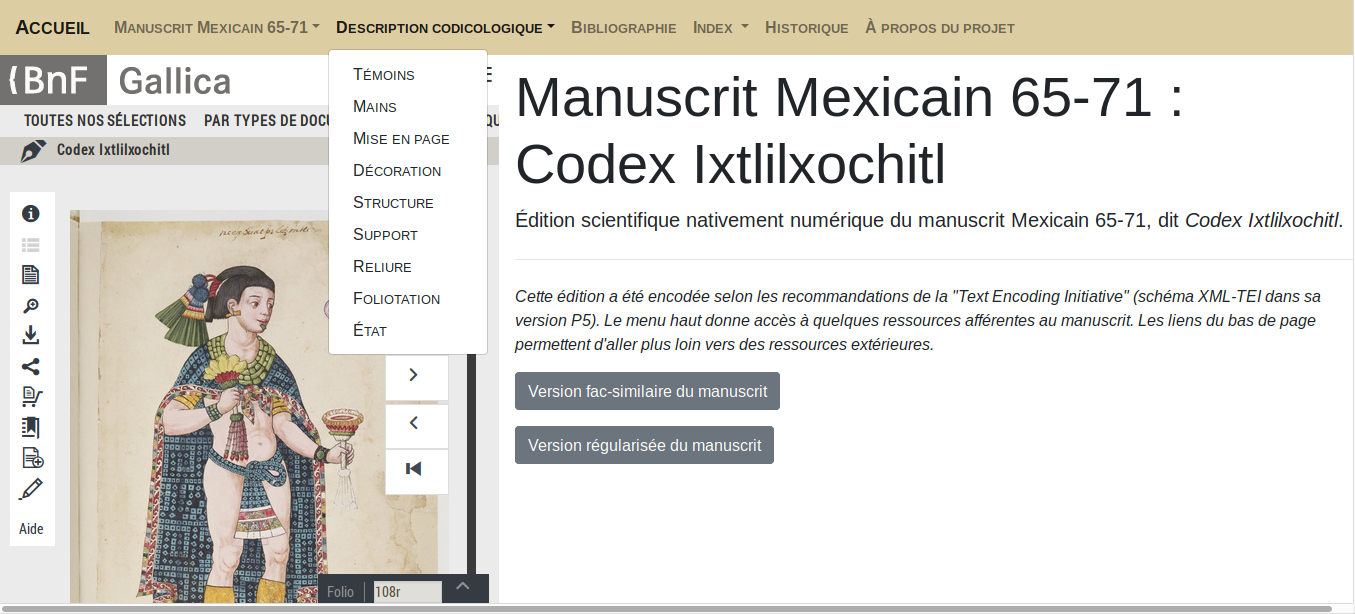 Accueil Manuscrit Mexicain 65-71 Description codicologique Bibliographie Index Historique À propos du projet
Témoins
Mains
Mise en page
Décoration
Structure
Support
Reliure
Foliotation
État
BnF Gallica
TOUTES NOS SÉLECTIONS PAR TYPES DE DOCU QU
Codex Ixtlilxochitl
Aide
Folio 108r
Manuscrit Mexicain 65-71 :
Codex Ixtlilxochitl
Édition scientifique nativement numérique du manuscrit Mexicain 65-71, dit Codex Ixtlilxochitl.
Cette édition a été encodée selon les recommandations de la "Text Encoding Initiative" (schéma XML-TEI dans sa
version P5). Le menu haut donne accès à quelques ressources afférentes au manuscrit. Les liens du bas de page
permettent d'aller plus loin vers des ressources extérieures.
Version fac-similaire du manuscrit
Version régularisée du manuscrit